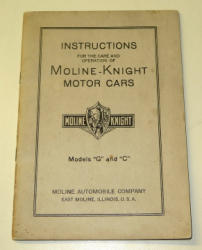 INSTRUCTIONS
FOR THE CARE AND
OPERATION OF
MOLINE-KNIGHT
MOTOR CARS
MOLINE KNIGHT
Models "G" and "C"
MOLINE AUTOMOBILE COMPANY
EAST MOLINE, ILLINOIS, U.S.A.